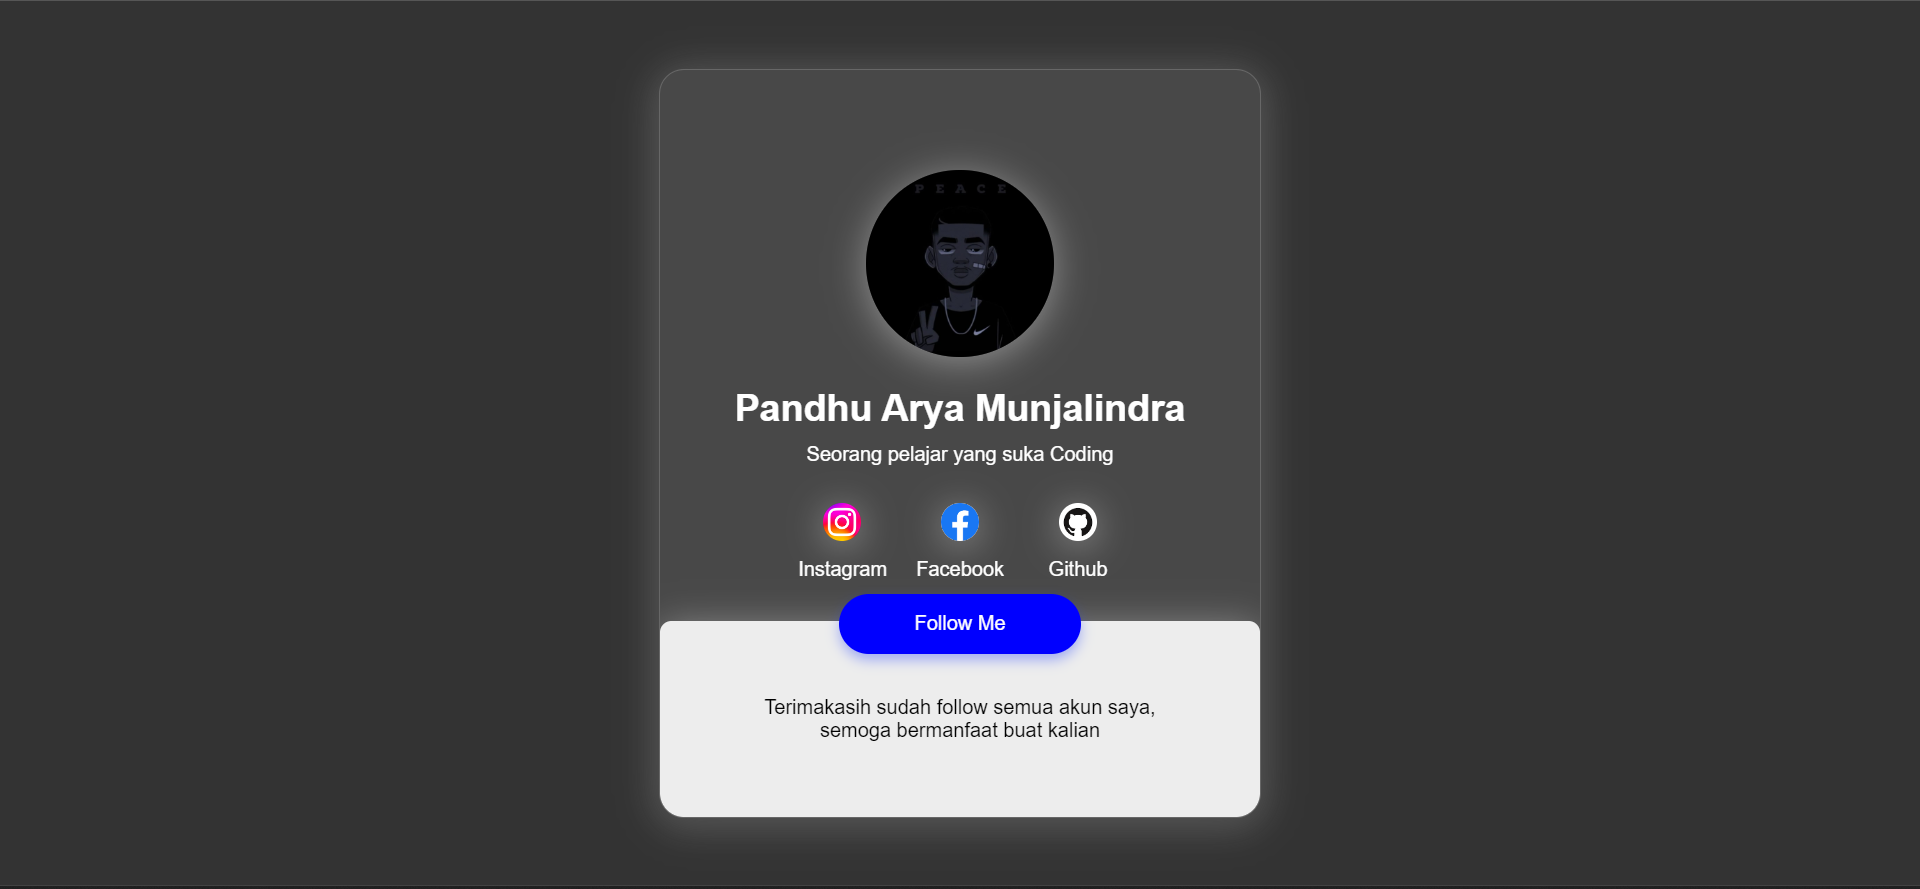 PEACE
Pandhu Arya Munjalindra
Seorang pelajar yang suka Coding
Instagram
Facebook
Github
Follow Me
Terimakasih sudah follow semua akun saya,
semoga bermanfaat buat kalian